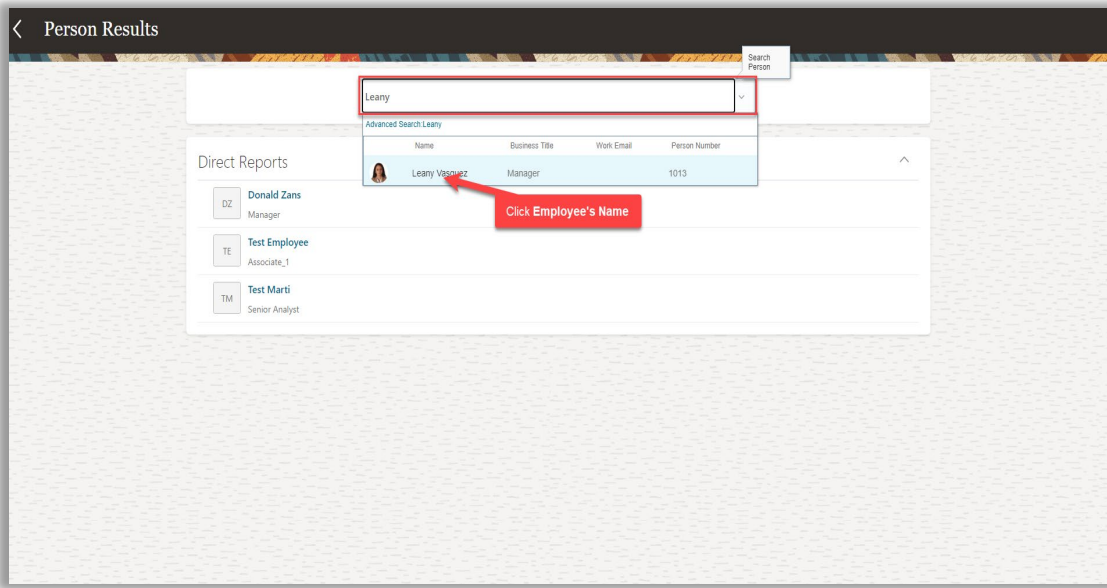 Person Results
Search
Person
Leany
Advanced Search:Leany
Name Business Title Work Email Person Number
Leany Vasquez Manager 1013
Click Employee's Name
Direct Reports
DZ Donald Zans
Manager
TE Test Employee
Associate_1
TM Test Marti
Senior Analyst